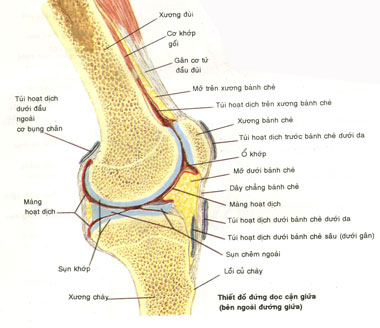 Xương đùi
Cơ khớp
gối
Gân cơ tứ
đầu đùi
Mỡ trên xương bánh chè
Túi hoạt dịch trên xương bánh chè
Xương bánh chè
Túi hoạt dịch trước bánh chè dưới da
Ổ khớp
Mỡ dưới bánh chè
Dây chằng bánh chè
Màng hoạt dịch
Túi hoạt dịch dưới bánh chè dưới da
Túi hoạt dịch dưới bánh chè sâu (dưới gân)
Sụn chêm ngoài
Lồi củ chày
Túi hoạt dịch
dưới đầu
ngoài
cơ bụng chân
Màng
hoạt dịch
Sụn khớp
Xương chày
Thiết đồ đứng dọc cận giữa
(bên ngoài đường giữa)